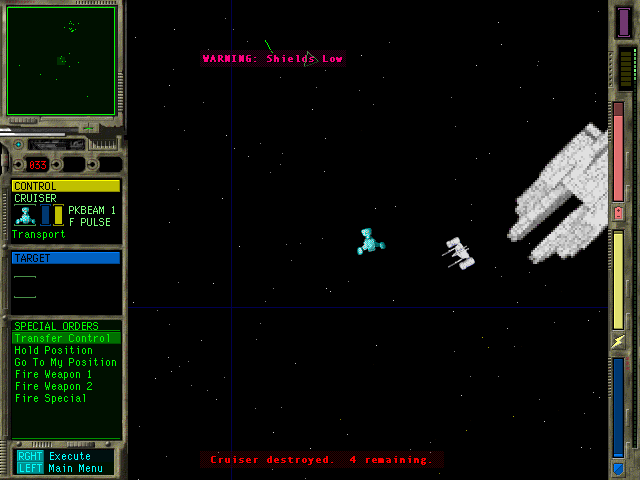 WARNING: Shields Low
033
CONTROL
CRUISER
PKBEAM 1
F PULSE
Transport
TARGET
SPECIAL ORDERS
Transfer Control
Hold Position
Go To My Position
Fire Weapon 1
Fire Weapon 2
Fire Special
RGHT Execute
LEFT Main Menu
Cruiser destroyed. 4 remaining.